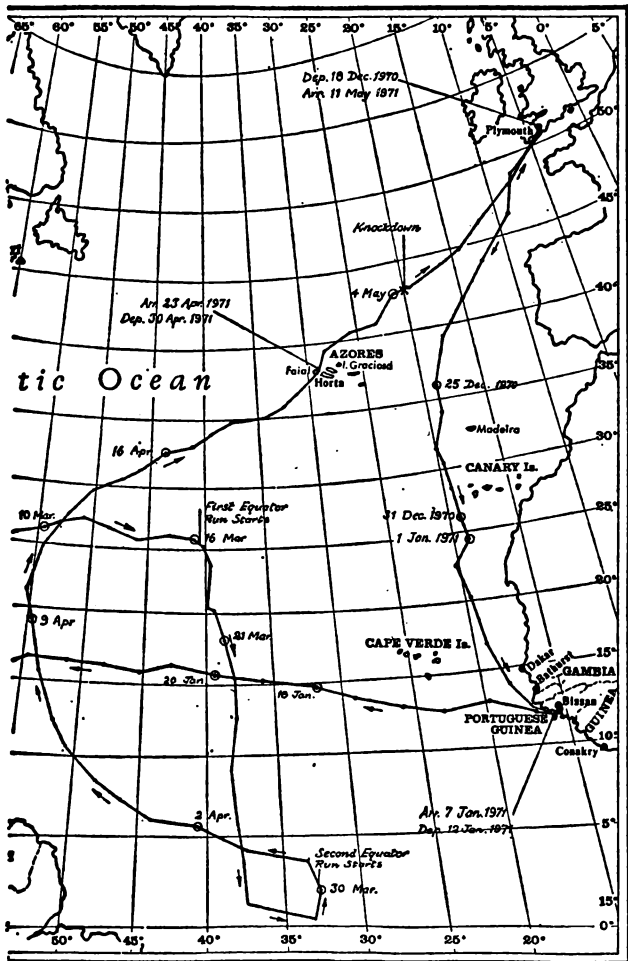 65° 60° 55° 50° 45° 40° 35° 30° 25° 20° 15° 10° 5° 0° 5°
Dep. 18 Dec. 1970
Arr. 11 May 1971
50°
Plymouth
45°
Knockdown
40°
4 May
Arr. 23 Apr. 1971
Dep. 30 Apr. 1971
AZORES
I. Graciosa
Faial
Horta
35°
tic Ocean
25 Dec. 1970
Madeira
30°
16 Apr.
CANARY Is.
25°
10 Mar.
First Equator
Run Starts
16 Mar
31 Dec. 1970
1 Jan. 1971
20°
9 Apr
21 Mar.
CAPE VERDE Is.
15°
Dakar
Bathurst
GAMBIA
20 Jan.
18 Jan.
Bissan
PORTUGUESE
GUINEA
GUINEA
10°
Conakry
2 Apr.
Arr. 7 Jan. 1971
Dep. 12 Jan. 1971
5°
Second Equator
Run Starts
30 Mar.
15°
0°
50° 45° 40° 35° 30° 25° 20° 15°